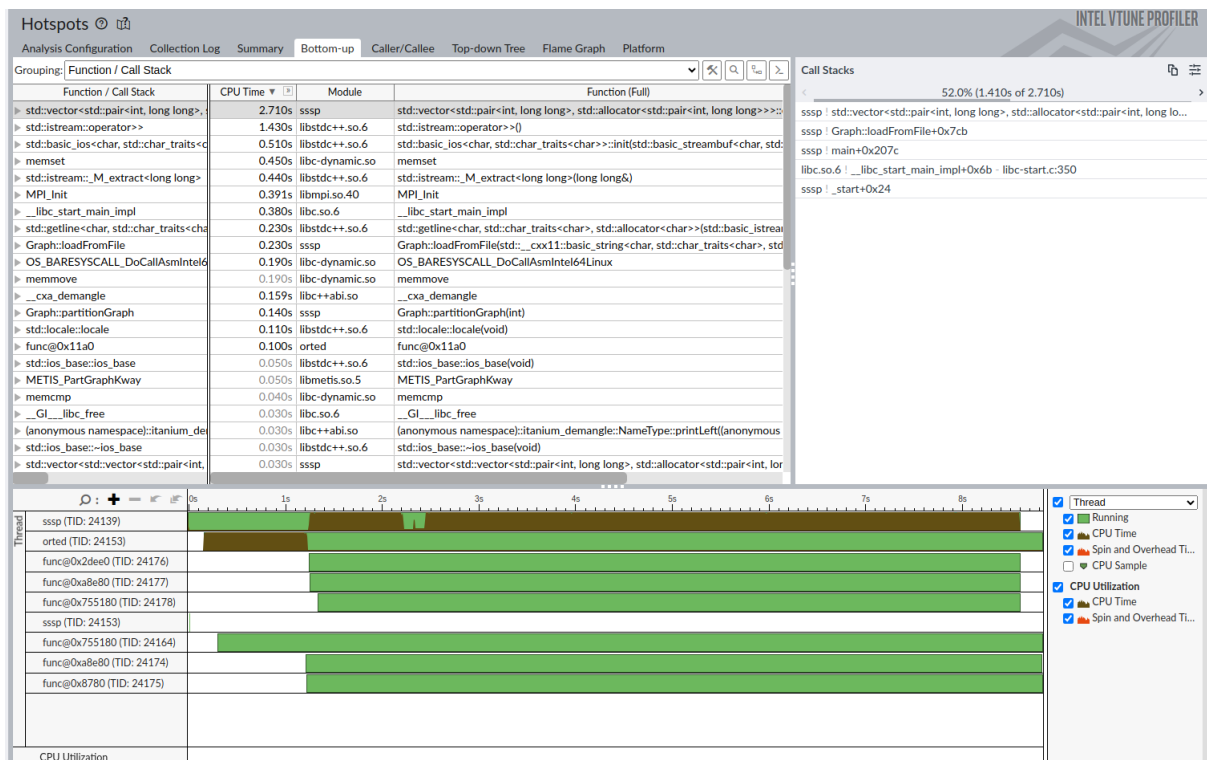 Hotspots
INTEL VTUNE PROFILER
Analysis Configuration Collection Log Summary Bottom-up Caller/Callee Top-down Tree Flame Graph Platform
Grouping: Function / Call Stack
Function / Call Stack CPU Time Module Function (Full)
std::vector<std::pair<int, long long>, 2.710s sssp std::vector<std::pair<int, long long>, std::allocator<std::pair<int, long long>>>::
std::istream::operator>> 1.430s libstdc++.so.6 std::istream::operator>>()
std::basic_ios<char, std::char_traits<c 0.510s libstdc++.so.6 std::basic_ios<char, std::char_traits<char>>::init(std::basic_streambuf<char, std:
memset 0.450s libc-dynamic.so memset
std::istream::_M_extract<long long> 0.440s libstdc++.so.6 std::istream::_M_extract<long long>(long long&)
MPI_Init 0.391s libmpi.so.40 MPI_Init
__libc_start_main_impl 0.380s libc.so.6 __libc_start_main_impl
std::getline<char, std::char_traits<cha 0.230s libstdc++.so.6 std::getline<char, std::char_traits<char>, std::allocator<char>>(std::basic_istrea
Graph::loadFromFile 0.230s sssp Graph::loadFromFile(std::__cxx11::basic_string<char, std::char_traits<char>, std
OS_BARESYSCALL_DoCallAsmIntel6 0.190s libc-dynamic.so OS_BARESYSCALL_DoCallAsmIntel64Linux
memmove 0.190s libc-dynamic.so memmove
__cxa_demangle 0.159s libc++abi.so __cxa_demangle
Graph::partitionGraph 0.140s sssp Graph::partitionGraph(int)
std::locale::locale 0.110s libstdc++.so.6 std::locale::locale(void)
func@0x11a0 0.100s orted func@0x11a0
std::ios_base::ios_base 0.050s libstdc++.so.6 std::ios_base::ios_base(void)
METIS_PartGraphKway 0.050s libmetis.so.5 METIS_PartGraphKway
memcmp 0.040s libc-dynamic.so memcmp
__GI___libc_free 0.030s libc.so.6 __GI___libc_free
(anonymous namespace)::itanium_de 0.030s libc++abi.so (anonymous namespace)::itanium_demangle::NameType::printLeft((anonymous
std::ios_base::~ios_base 0.030s libstdc++.so.6 std::ios_base::~ios_base(void)
std::vector<std::vector<std::pair<int, 0.030s sssp std::vector<std::vector<std::pair<int, long long>, std::allocator<std::pair<int, lor
Call Stacks
52.0% (1.410s of 2.710s)
sssp ! std::vector<std::pair<int, long long>, std::allocator<std::pair<int, long lo...
sssp ! Graph::loadFromFile+0x7cb
sssp ! main+0x207c
libc.so.6 ! __libc_start_main_impl+0x6b - libc-start.c:350
sssp ! _start+0x24
0s 1s 2s 3s 4s 5s 6s 7s 8s
Thread
sssp (TID: 24139)
orted (TID: 24153)
func@0x2dee0 (TID: 24176)
func@0xa8e80 (TID: 24177)
func@0x755180 (TID: 24178)
sssp (TID: 24153)
func@0x755180 (TID: 24164)
func@0xa8e80 (TID: 24174)
func@0x8780 (TID: 24175)
CPU Utilization
Thread
Running
CPU Time
Spin and Overhead Ti...
CPU Sample
CPU Utilization
CPU Time
Spin and Overhead Ti...